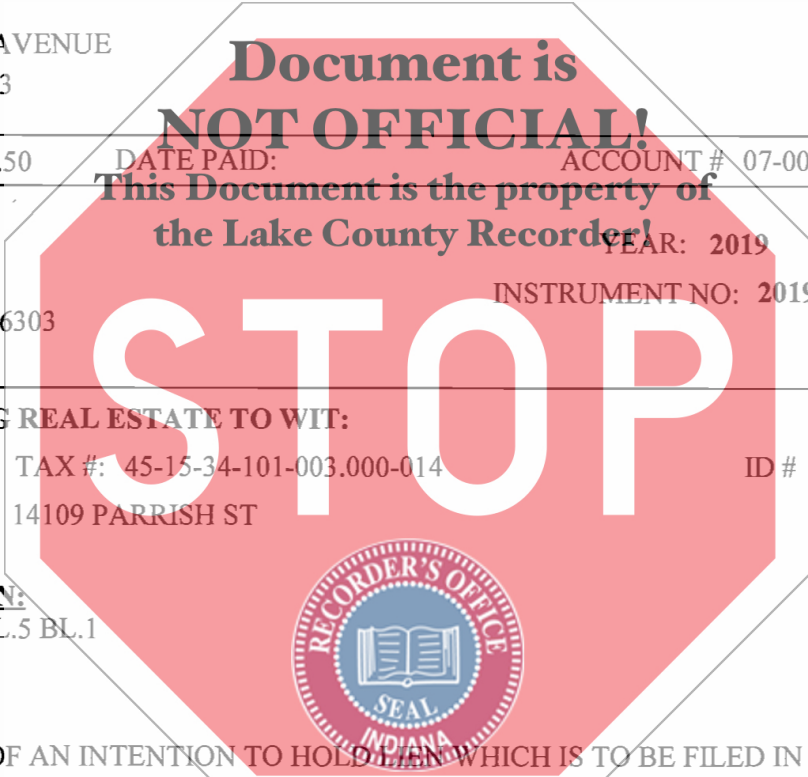 AVENUE
Document is
3
NOT OFFICIAL!
.50 DATE PAID: ACCOUNT # 07-00
This Document is the property of
the Lake County Recorder!
YEAR: 2019
INSTRUMENT NO: 2019
6303
STOP
REAL ESTATE TO WIT:
TAX #: 45-15-34-101-003.000-014 ID #
14109 PARRISH ST
N:
L.5 BL.1
RECORDER'S OFFICE
SEAL
INDIANA
OF AN INTENTION TO HOLD LIEN WHICH IS TO BE FILED IN